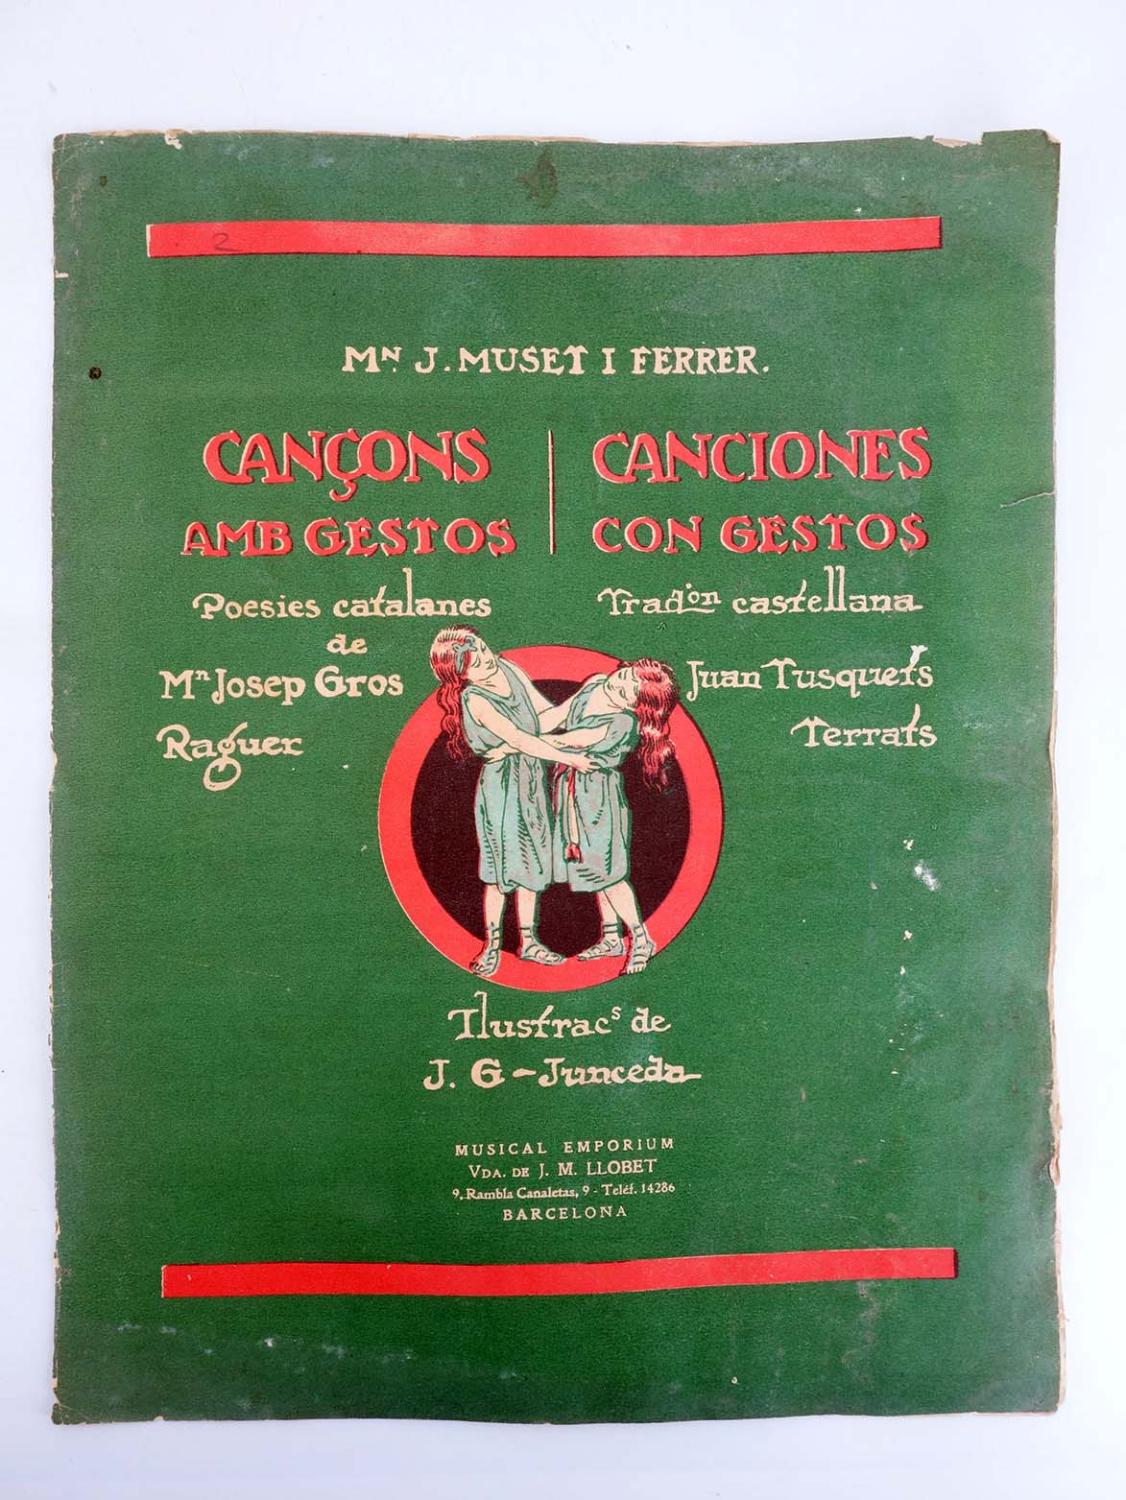 2
Mᴺ J. MUSET I FERRER.
CANÇONS
AMB GESTOS
Poesies catalanes
de
Mⁿ Josep Gros
Raguer
CANCIONES
CON GESTOS
Tradᵒⁿ castellana
Juan Tusquets
Terrats
Ilustracˢ de
J. G-Junceda
MUSICAL EMPORIUM
VDA. DE J. M. LLOBET
9, Rambla Canaletas, 9 - Teléf. 14286
BARCELONA